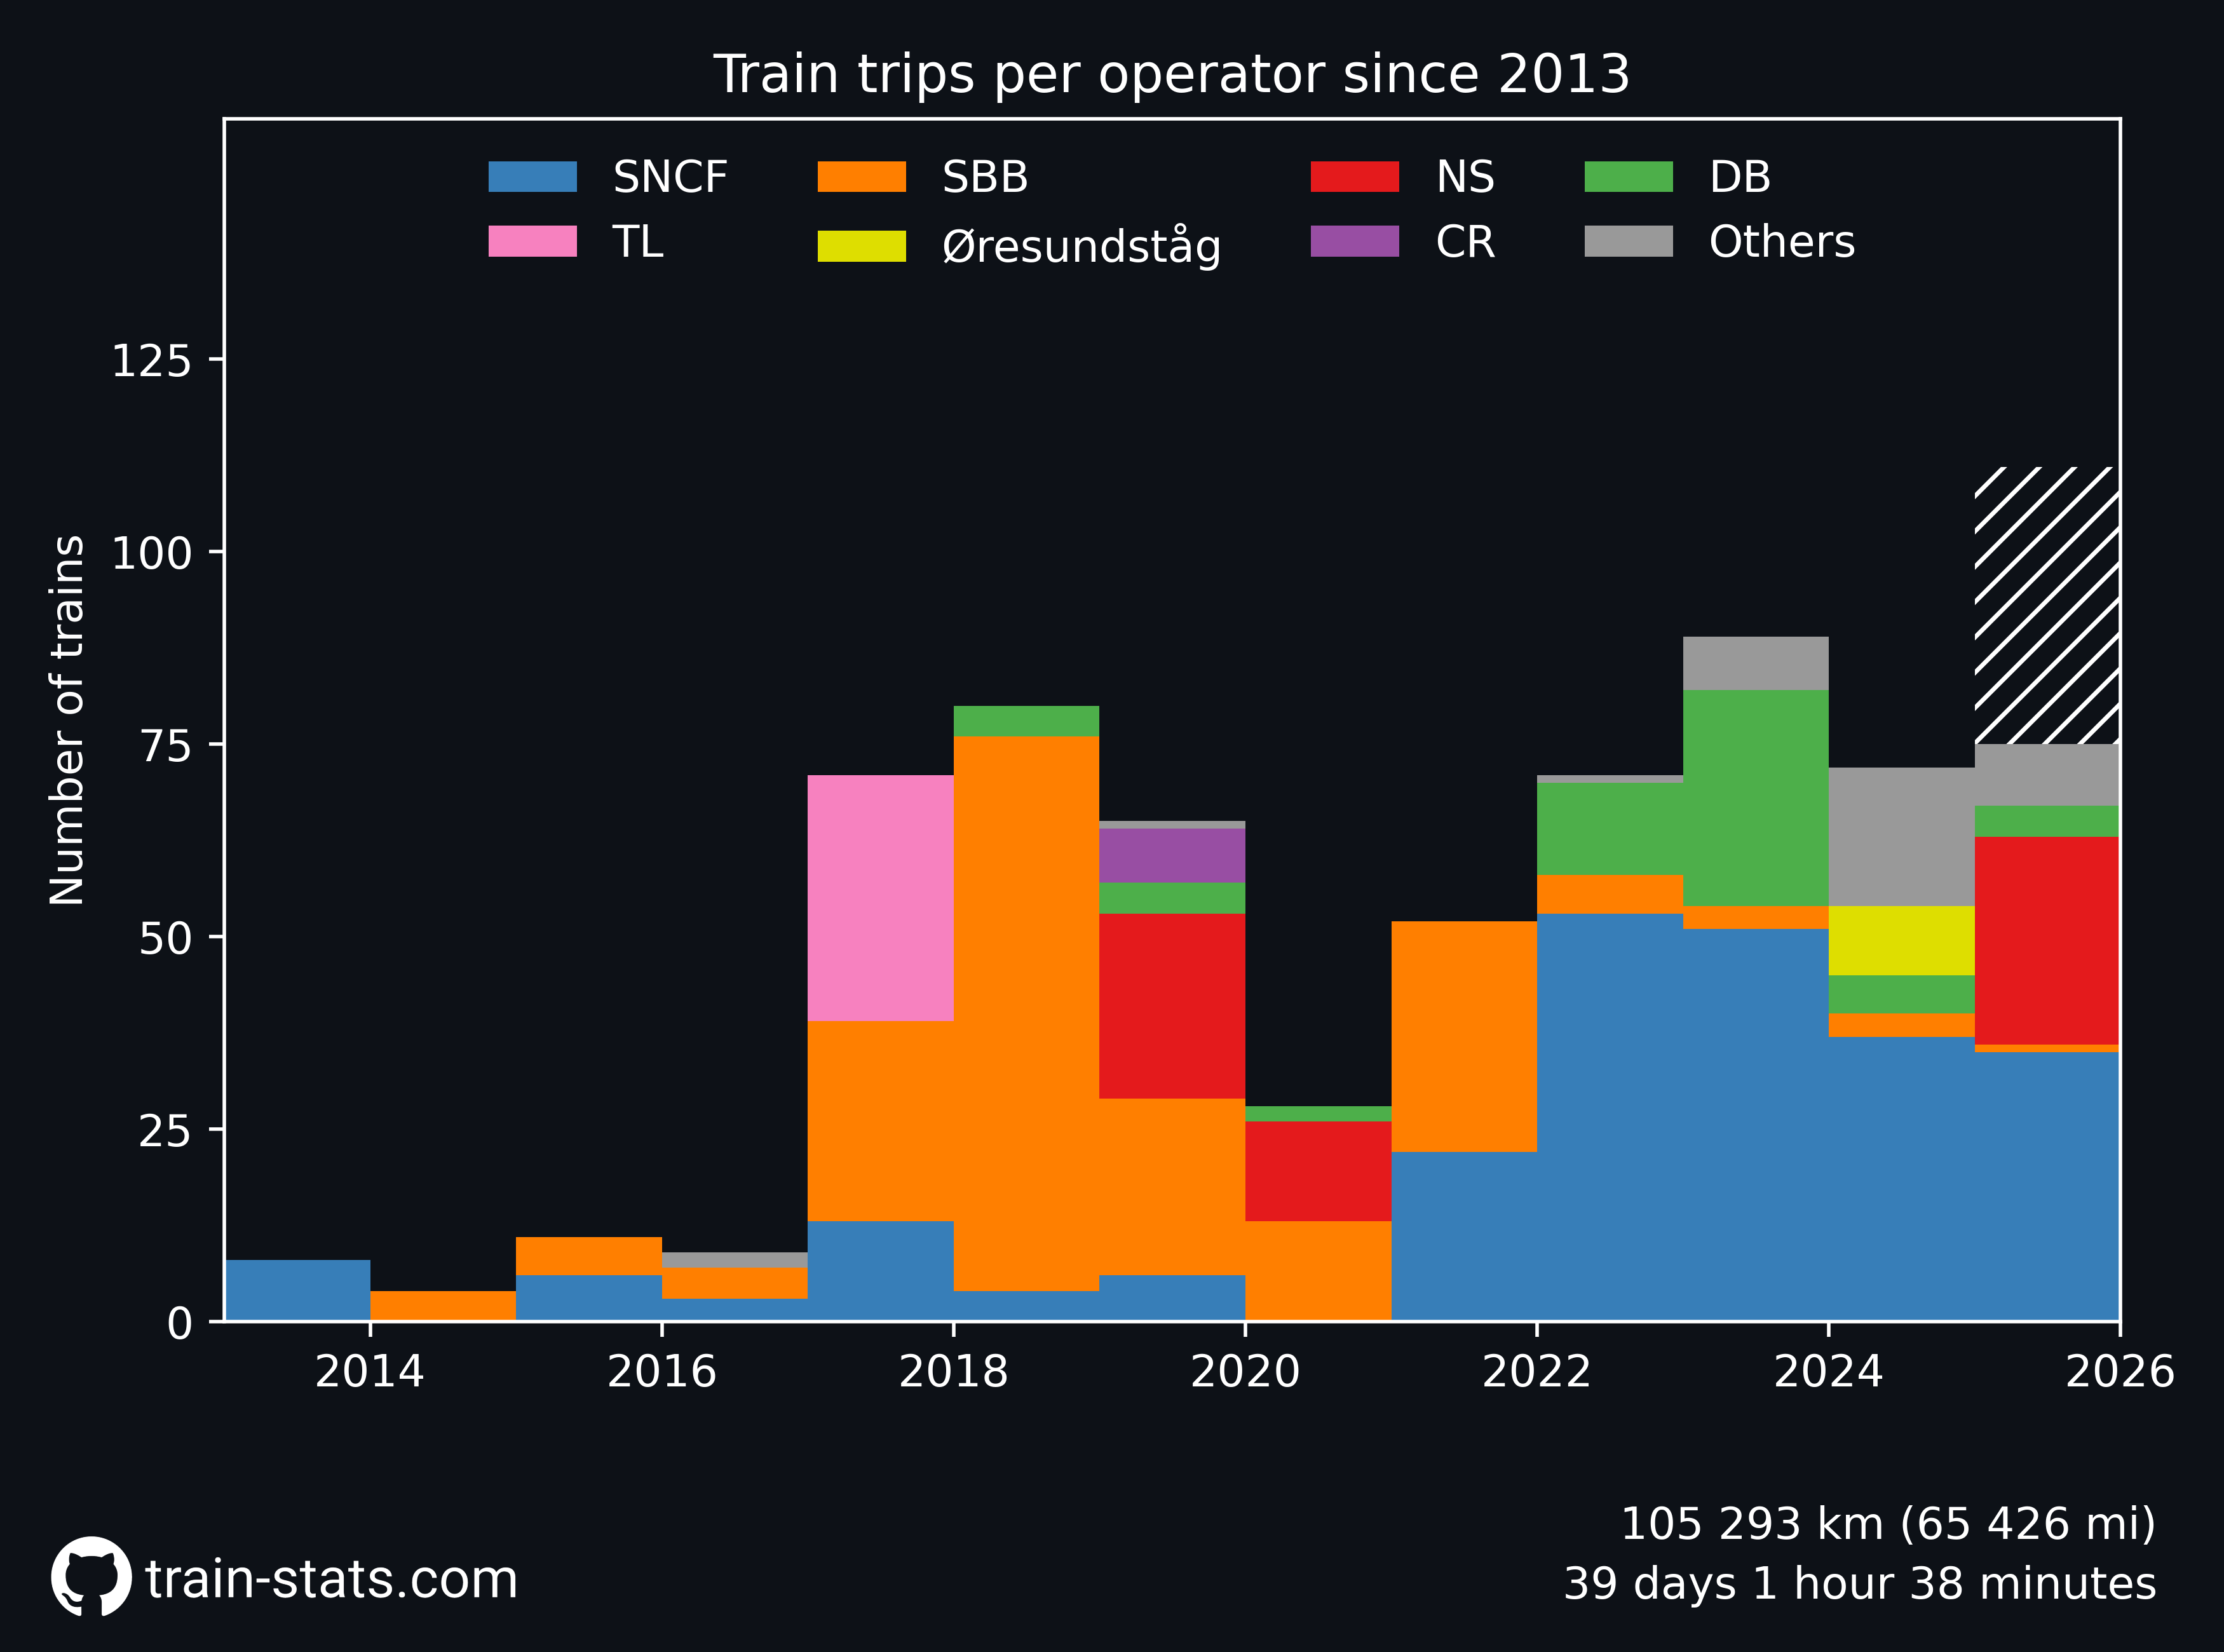 Train trips per operator since 2013
SNCF SBB NS DB
TL Øresundståg CR Others
Number of trains
125
100
75
50
25
0
2014 2016 2018 2020 2022 2024 2026
105 293 km (65 426 mi)
39 days 1 hour 38 minutes
train-stats.com